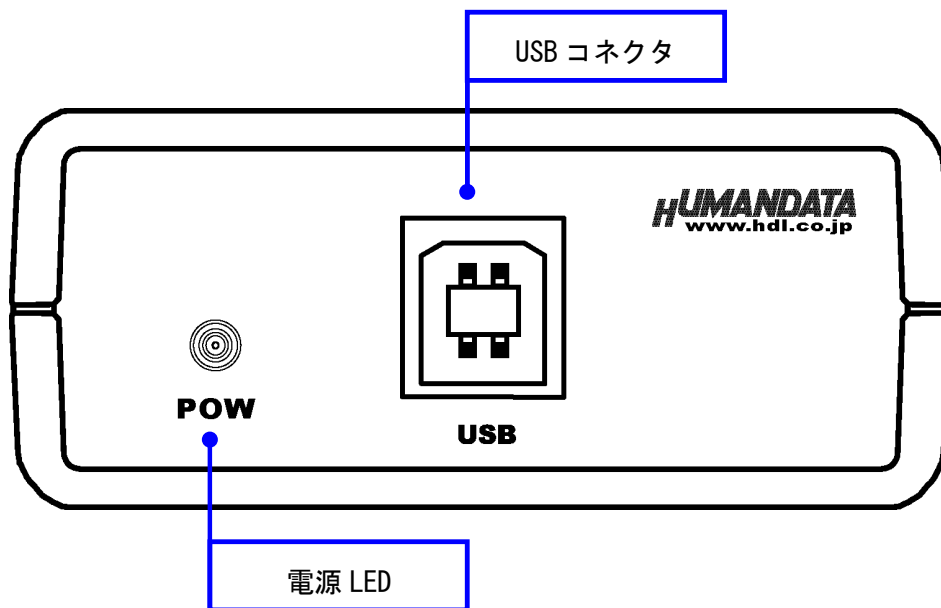 USB コネクタ
HUMANDATA
www.hdl.co.jp
POW
USB
電源 LED